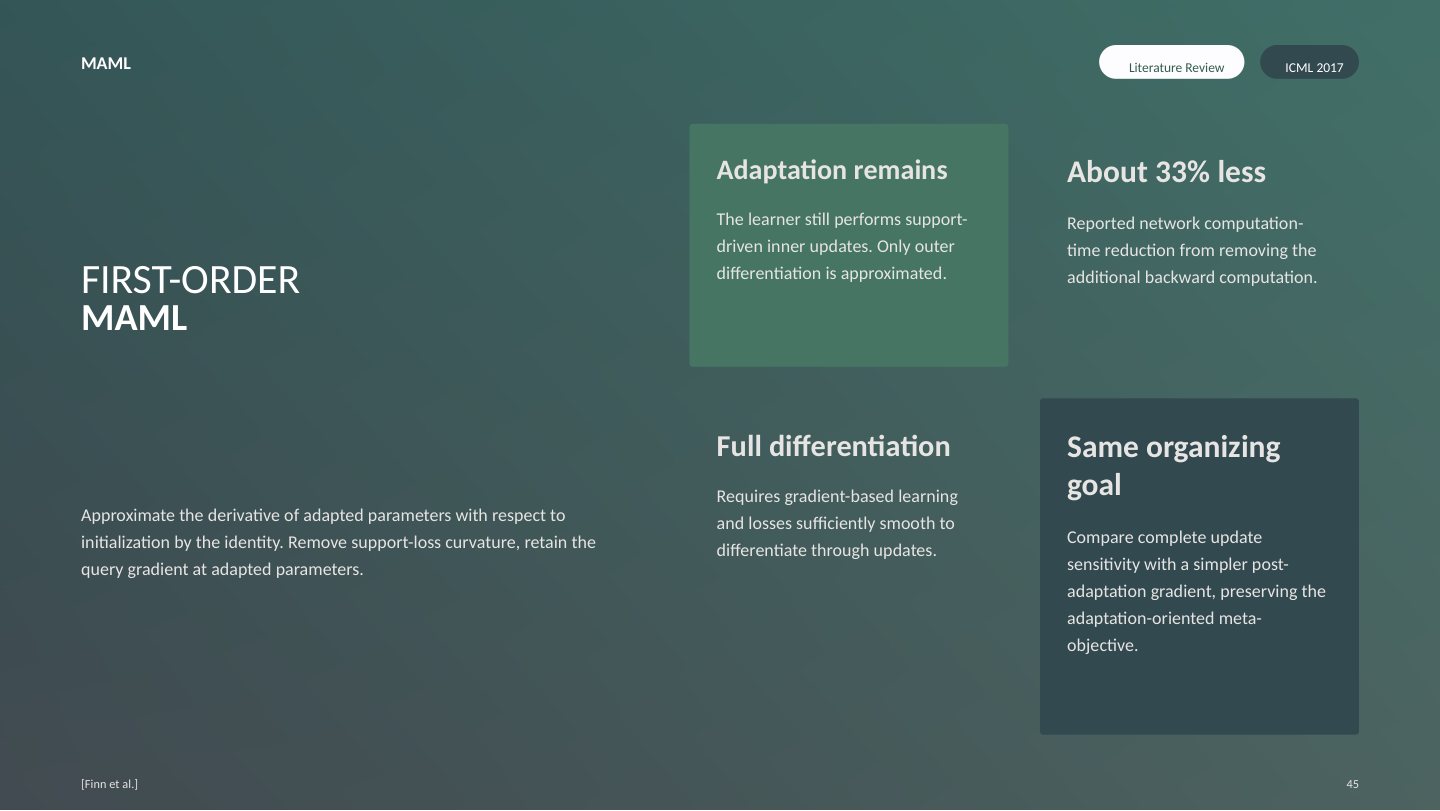 MAML
Literature Review
ICML 2017
FIRST-ORDER
MAML
Approximate the derivative of adapted parameters with respect to
initialization by the identity. Remove support-loss curvature, retain the
query gradient at adapted parameters.
Adaptation remains
The learner still performs support-
driven inner updates. Only outer
differentiation is approximated.
About 33% less
Reported network computation-
time reduction from removing the
additional backward computation.
Full differentiation
Requires gradient-based learning
and losses sufficiently smooth to
differentiate through updates.
Same organizing
goal
Compare complete update
sensitivity with a simpler post-
adaptation gradient, preserving the
adaptation-oriented meta-
objective.
[Finn et al.]
45